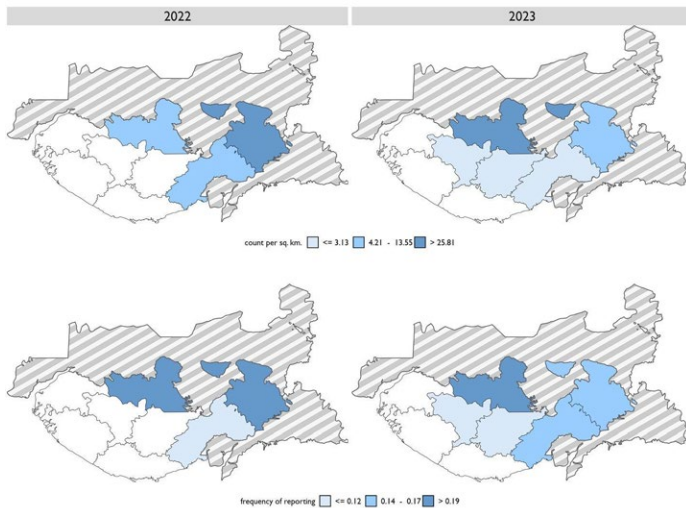 2022
2023
count per sq. km. <= 3.13 4.21 - 13.55 > 25.81
frequency of reporting <= 0.12 0.14 - 0.17 > 0.19